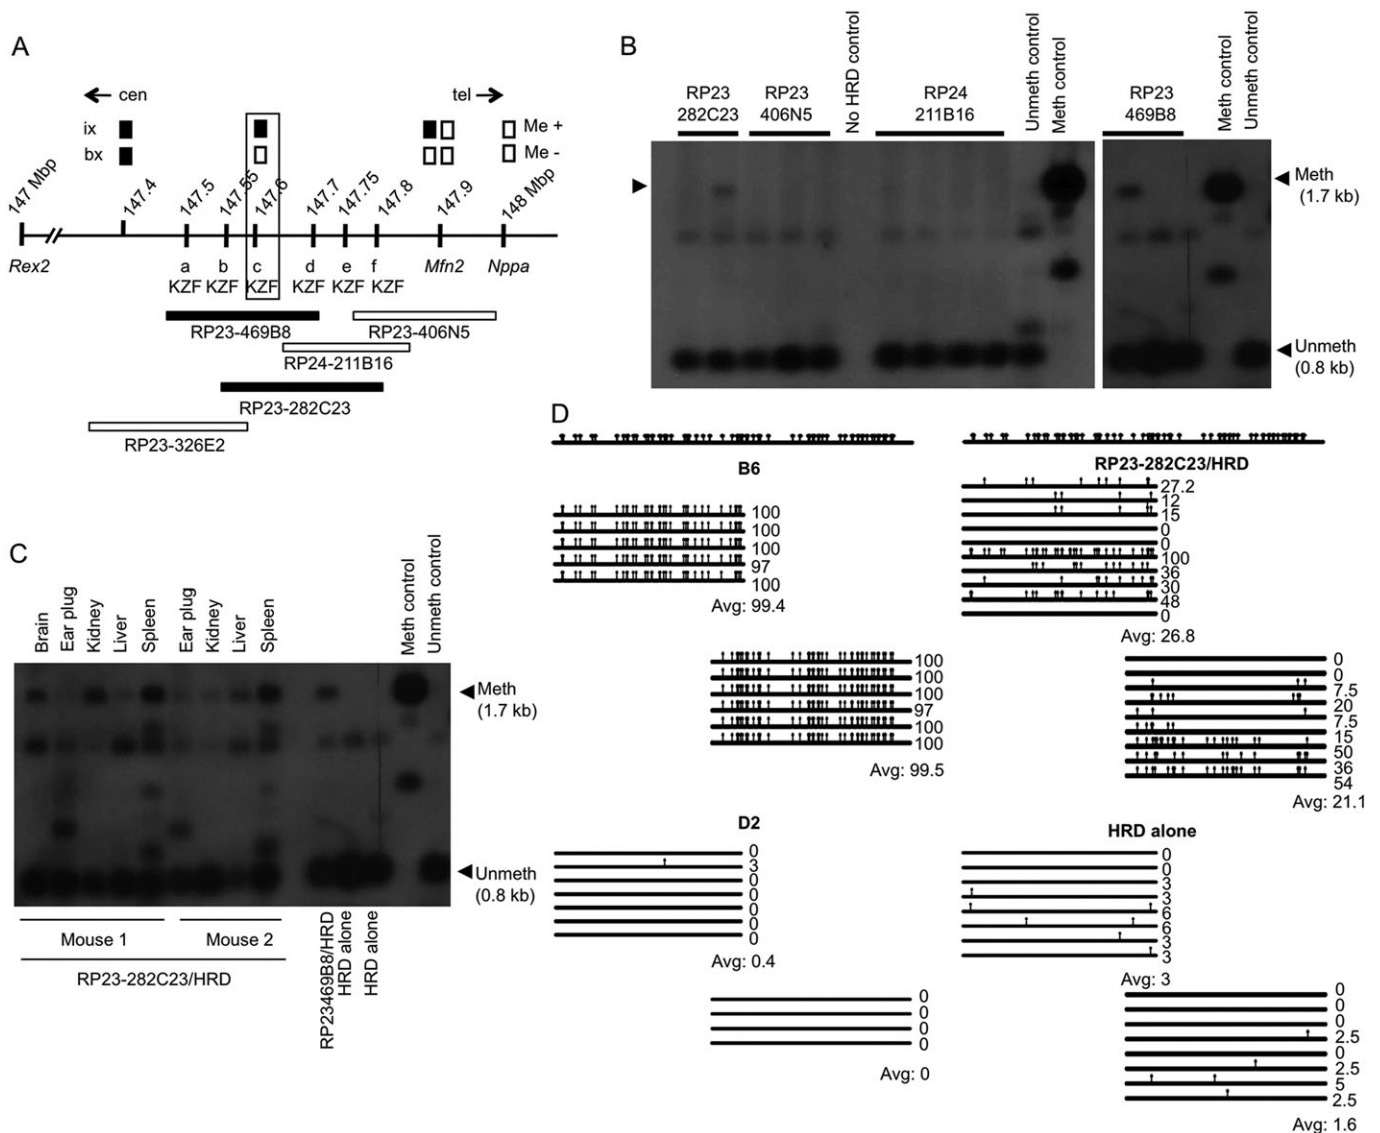 A
cen
tel
ix
Me +
bx
Me -
147 Mbp
147.4
147.5
147.55
147.6
147.7
147.75
147.8
147.9
148 Mbp
Rex2
a
b
c
d
e
f
Mfn2
Nppa
KZF
KZF
KZF
KZF
KZF
KZF
RP23-469B8
RP23-406N5
RP24-211B16
RP23-282C23
RP23-326E2
B
RP23
282C23
RP23
406N5
No HRD control
RP24
211B16
Unmeth control
Meth control
RP23
469B8
Meth control
Unmeth control
Meth
(1.7 kb)
Unmeth
(0.8 kb)
C
Brain
Ear plug
Kidney
Liver
Spleen
Ear plug
Kidney
Liver
Spleen
Meth control
Unmeth control
Meth
(1.7 kb)
Unmeth
(0.8 kb)
Mouse 1
Mouse 2
RP23-282C23/HRD
RP23469B8/HRD
HRD alone
HRD alone
D
B6
100
100
100
97
100
Avg: 99.4
100
100
100
97
100
100
Avg: 99.5
D2
0
3
0
0
0
0
0
Avg: 0.4
0
0
0
0
Avg: 0
RP23-282C23/HRD
27.2
12
15
0
0
100
36
30
48
0
Avg: 26.8
0
0
7.5
20
7.5
15
50
36
54
Avg: 21.1
HRD alone
0
0
3
3
6
6
3
3
Avg: 3
0
0
0
2.5
0
2.5
5
2.5
Avg: 1.6